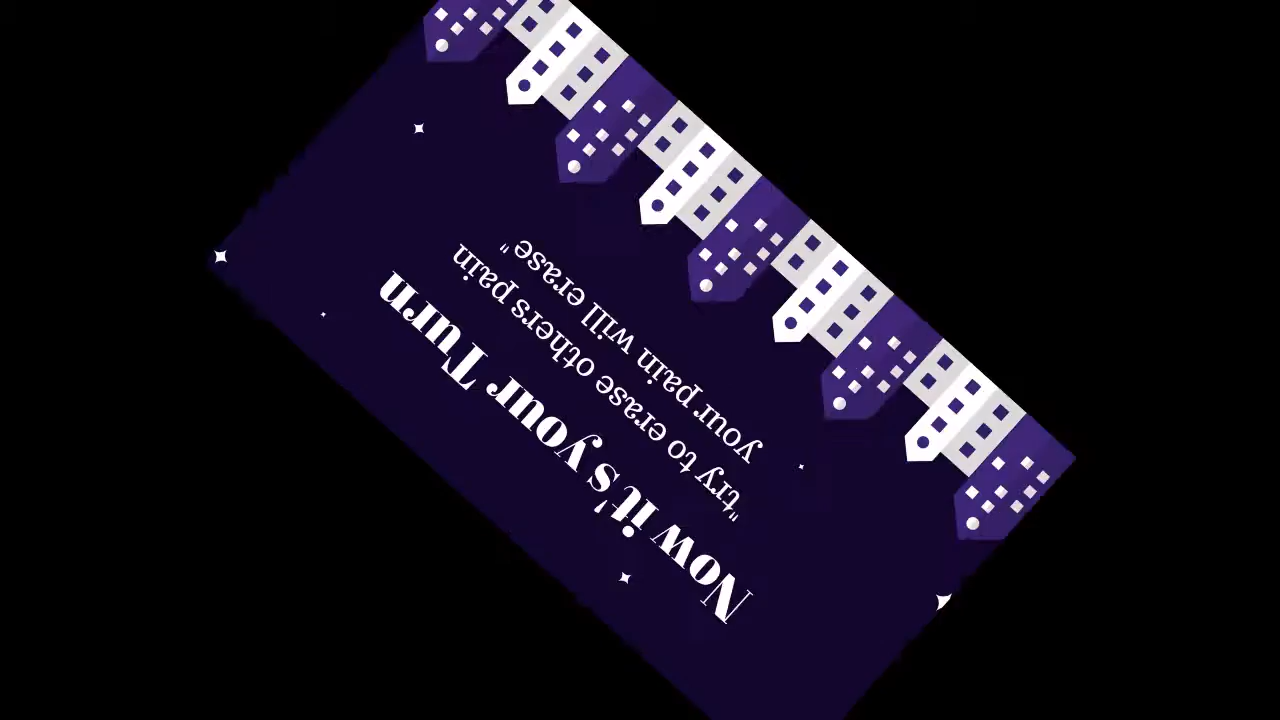 Now it's your Turn
"try to erase others pain
your pain will erase"